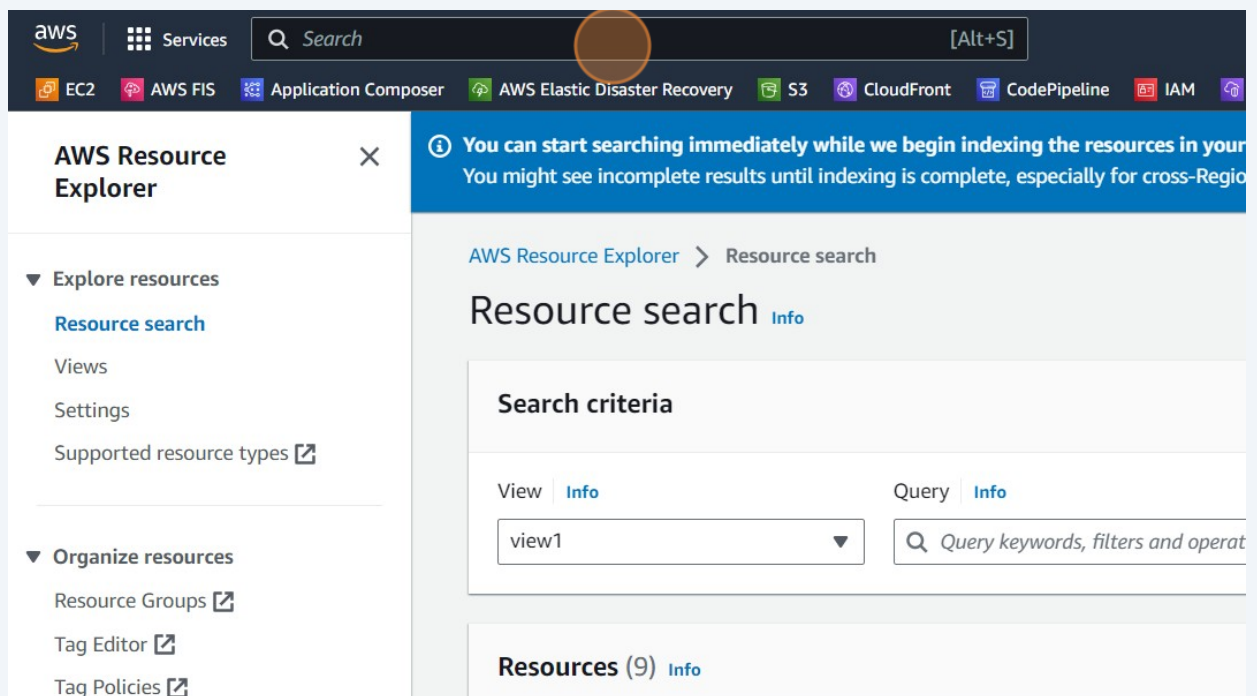 aws
Services
Search
[Alt+S]
EC2
AWS FIS
Application Composer
AWS Elastic Disaster Recovery
S3
CloudFront
CodePipeline
IAM
AWS Resource
Explorer
You can start searching immediately while we begin indexing the resources in your
You might see incomplete results until indexing is complete, especially for cross-Regio
Explore resources
Resource search
Views
Settings
Supported resource types
Organize resources
Resource Groups
Tag Editor
Tag Policies
AWS Resource Explorer
Resource search
Resource search Info
Search criteria
View Info
view1
Query Info
Query keywords, filters and operat
Resources (9) Info